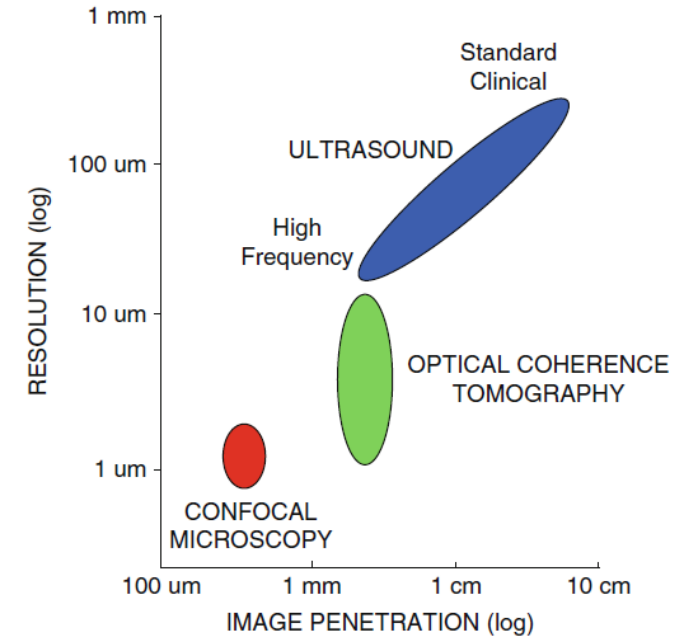 1 mm
Standard
Clinical
ULTRASOUND
100 um
High
Frequency
10 um
RESOLUTION (log)
OPTICAL COHERENCE
TOMOGRAPHY
1 um
CONFOCAL
MICROSCOPY
100 um 1 mm 1 cm 10 cm
IMAGE PENETRATION (log)